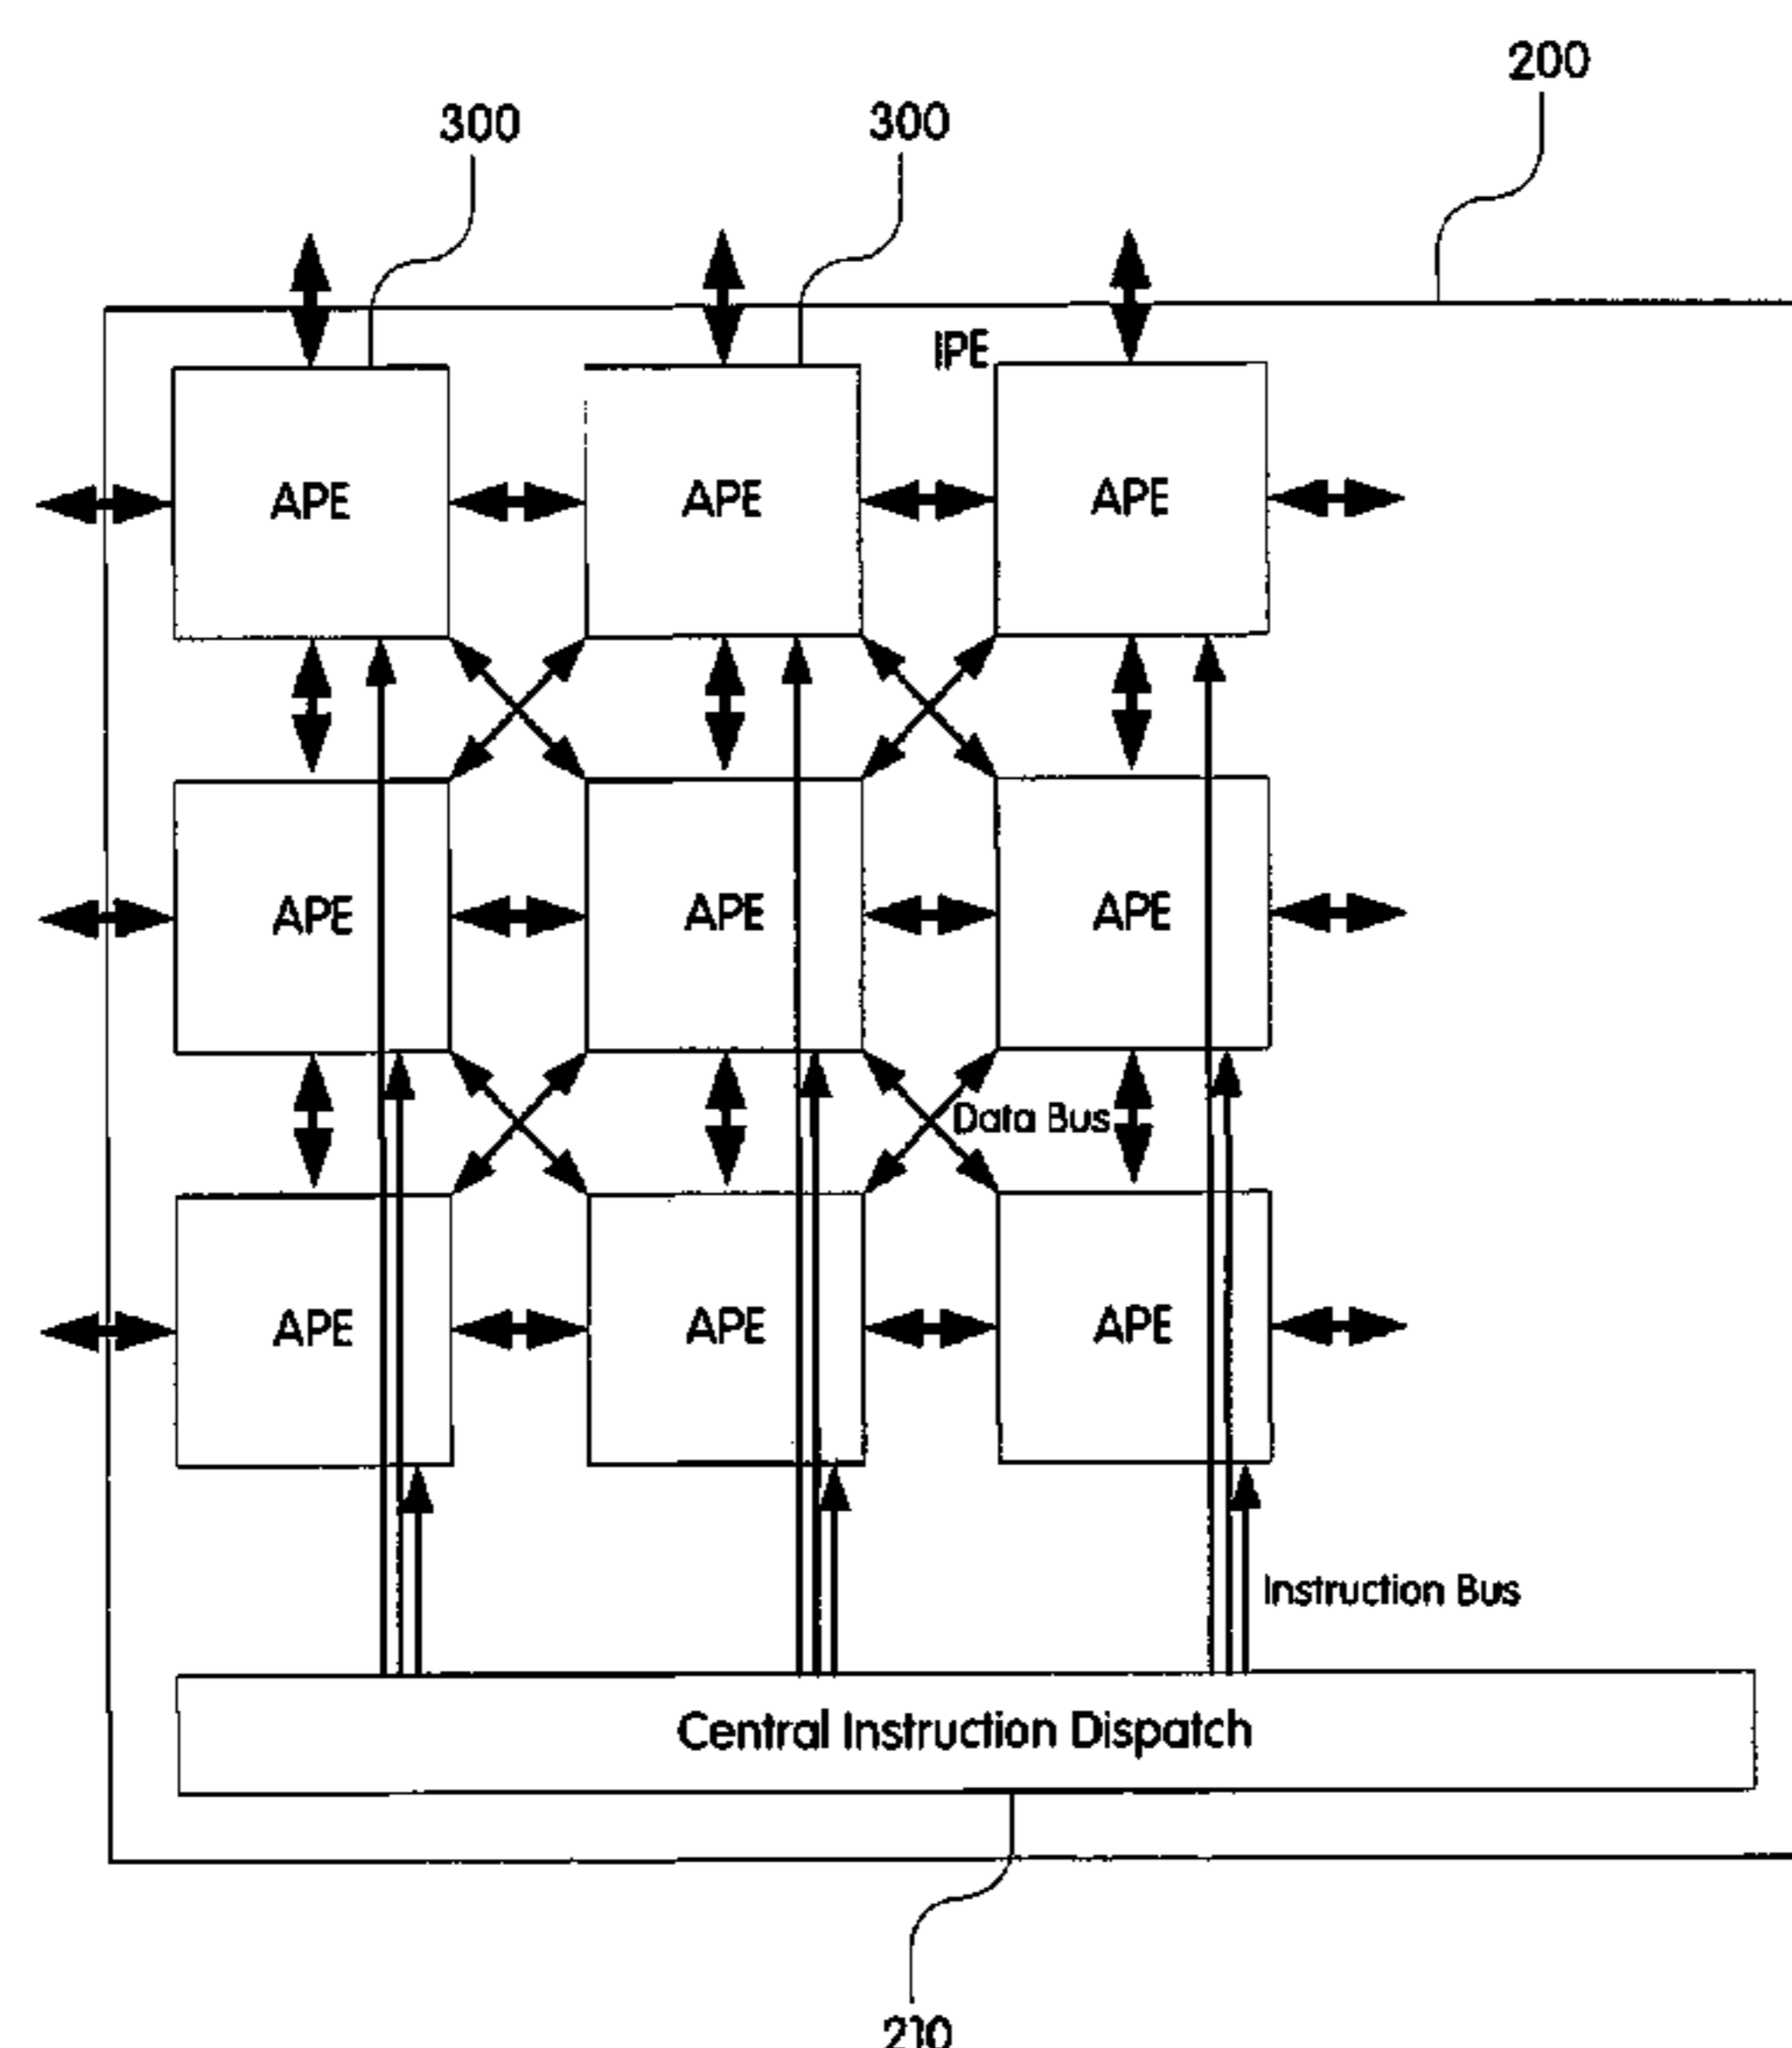 200
300 300
IPE
APE APE APE
APE APE APE
Data Bus
APE APE APE
Instruction Bus
Central Instruction Dispatch
210